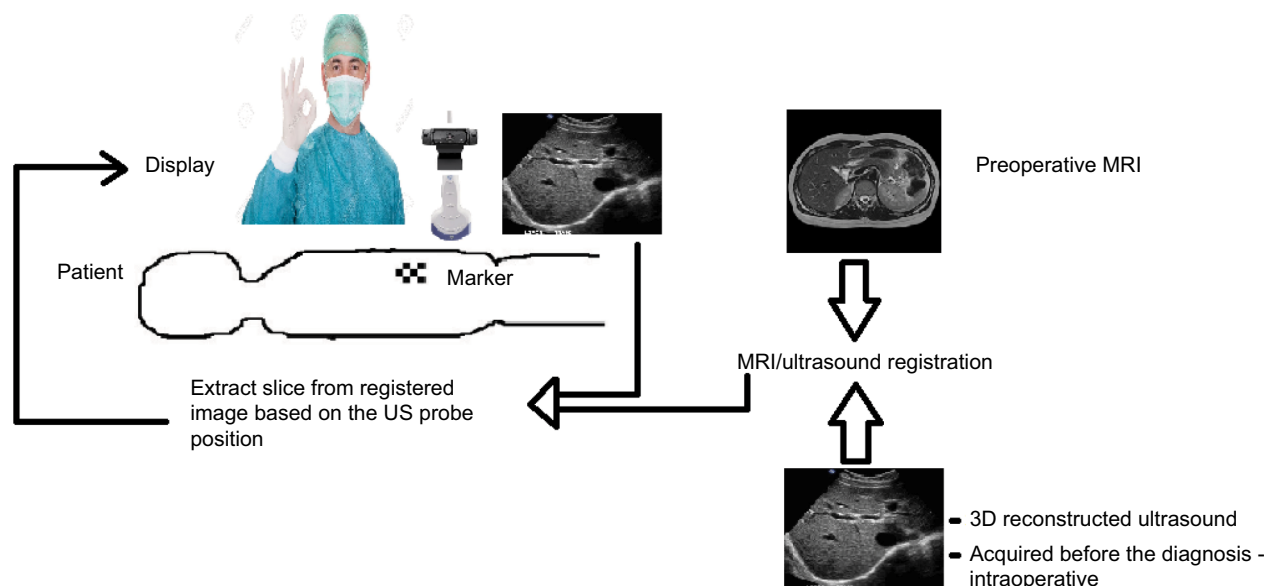 Display
Preoperative MRI
Patient
Marker
MRI/ultrasound registration
Extract slice from registered
image based on the US probe
position
3D reconstructed ultrasound
Acquired before the diagnosis -
intraoperative